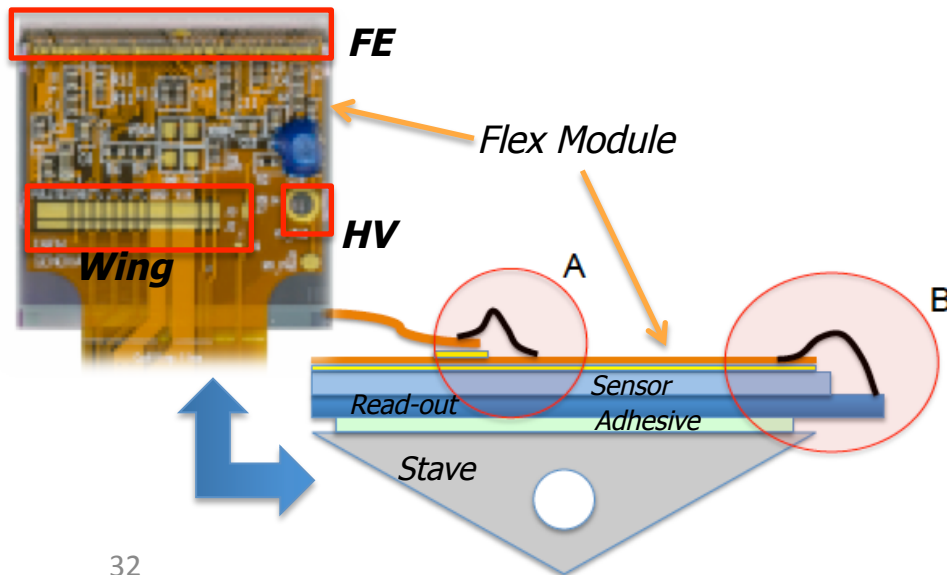 FE
Flex Module
HV
Wing
A
B
Sensor
Read-out
Adhesive
Stave
32